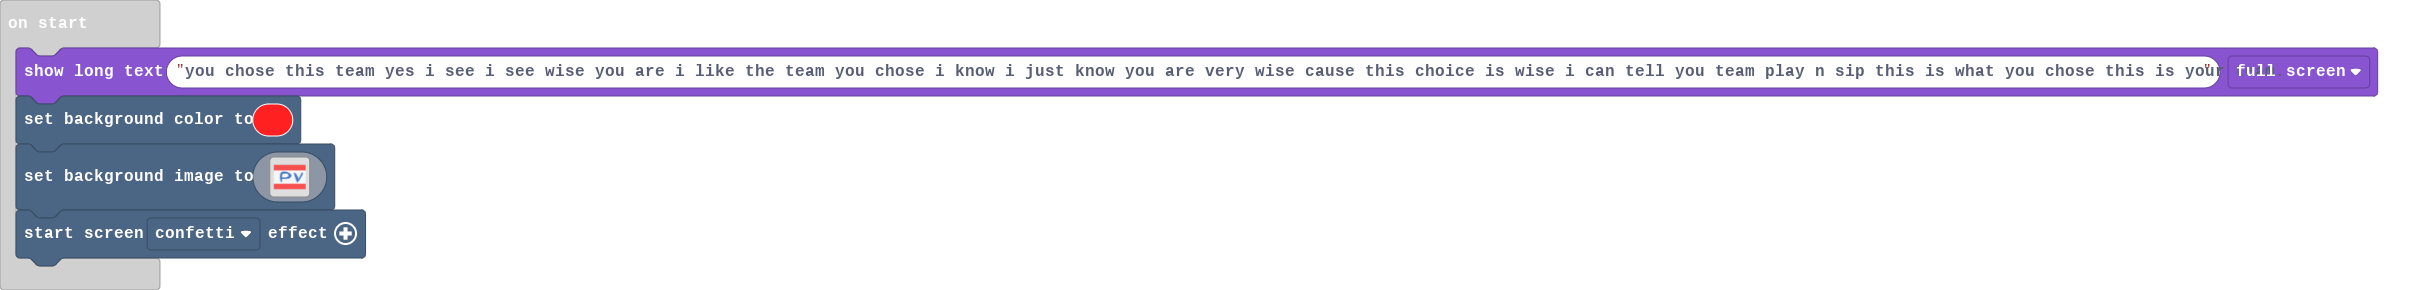 on start
show long text "you chose this team yes i see i see wise you are i like the team you chose i know i just know you are very wise cause this choice is wise i can tell you team play n sip this is what you chose this is your" full screen
set background color to
set background image to PV
start screen confetti effect